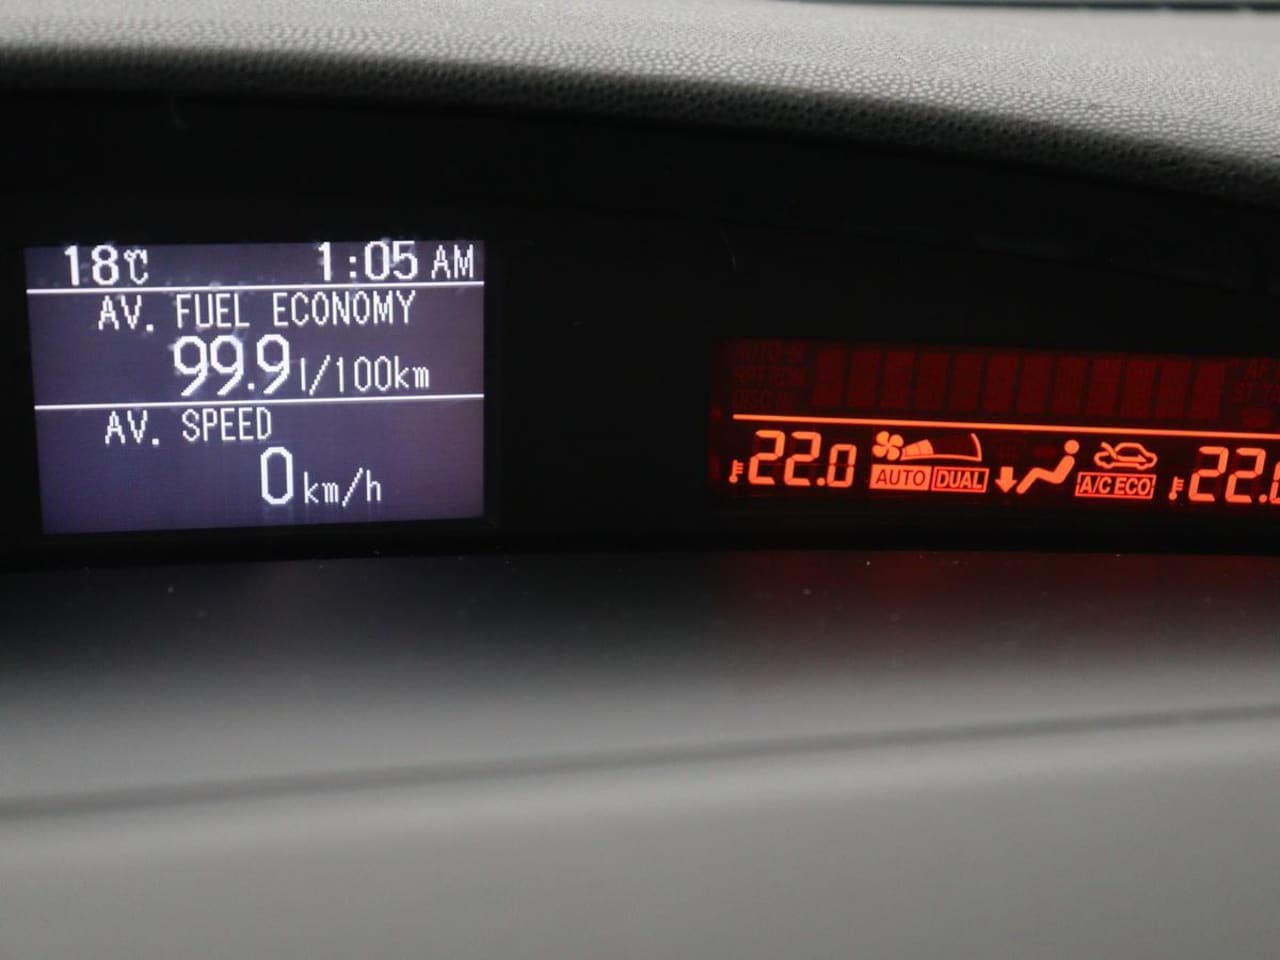 18℃ 1:05 AM
AV. FUEL ECONOMY
99.9 l/100km
AV. SPEED
0 km/h
22.0 AUTO DUAL A/C ECO 22.0